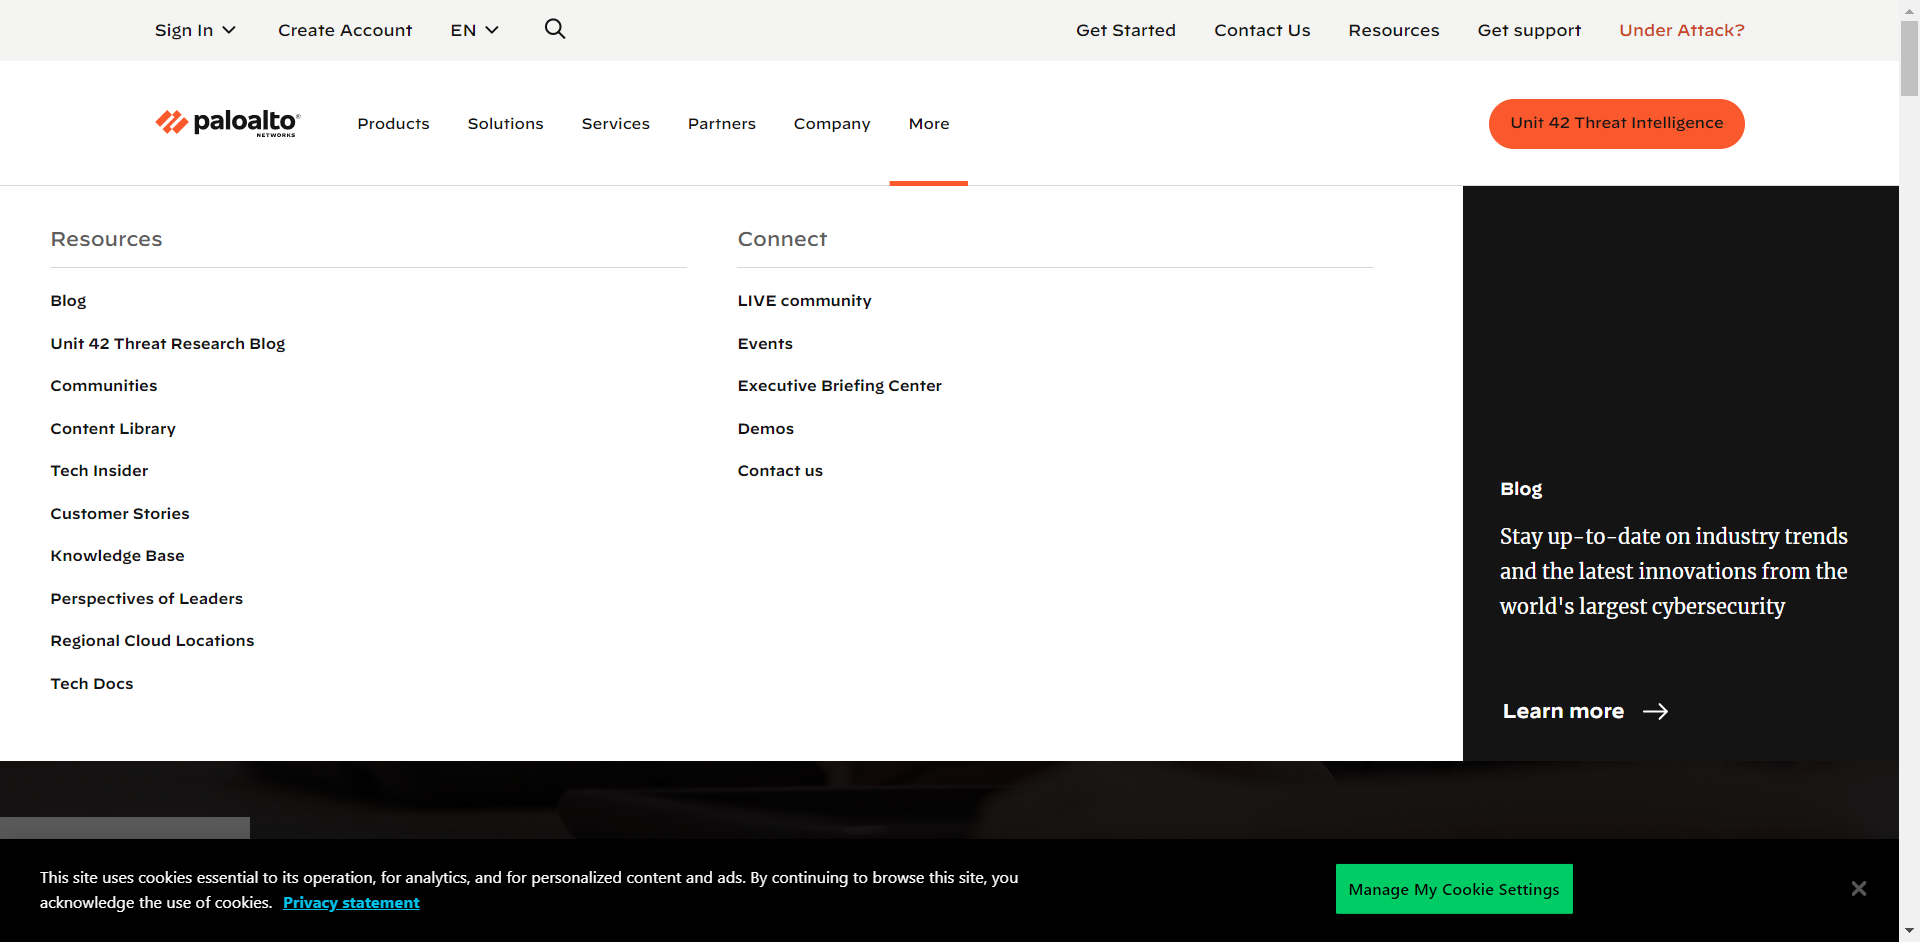 Sign In
Create Account
EN
Get Started
Contact Us
Resources
Get support
Under Attack?
paloalto®
NETWORKS
Products
Solutions
Services
Partners
Company
More
Unit 42 Threat Intelligence
Resources
Blog
Unit 42 Threat Research Blog
Communities
Content Library
Tech Insider
Customer Stories
Knowledge Base
Perspectives of Leaders
Regional Cloud Locations
Tech Docs
Connect
LIVE community
Events
Executive Briefing Center
Demos
Contact us
Blog
Stay up-to-date on industry trends
and the latest innovations from the
world's largest cybersecurity
Learn more
This site uses cookies essential to its operation, for analytics, and for personalized content and ads. By continuing to browse this site, you
acknowledge the use of cookies. Privacy statement
Manage My Cookie Settings